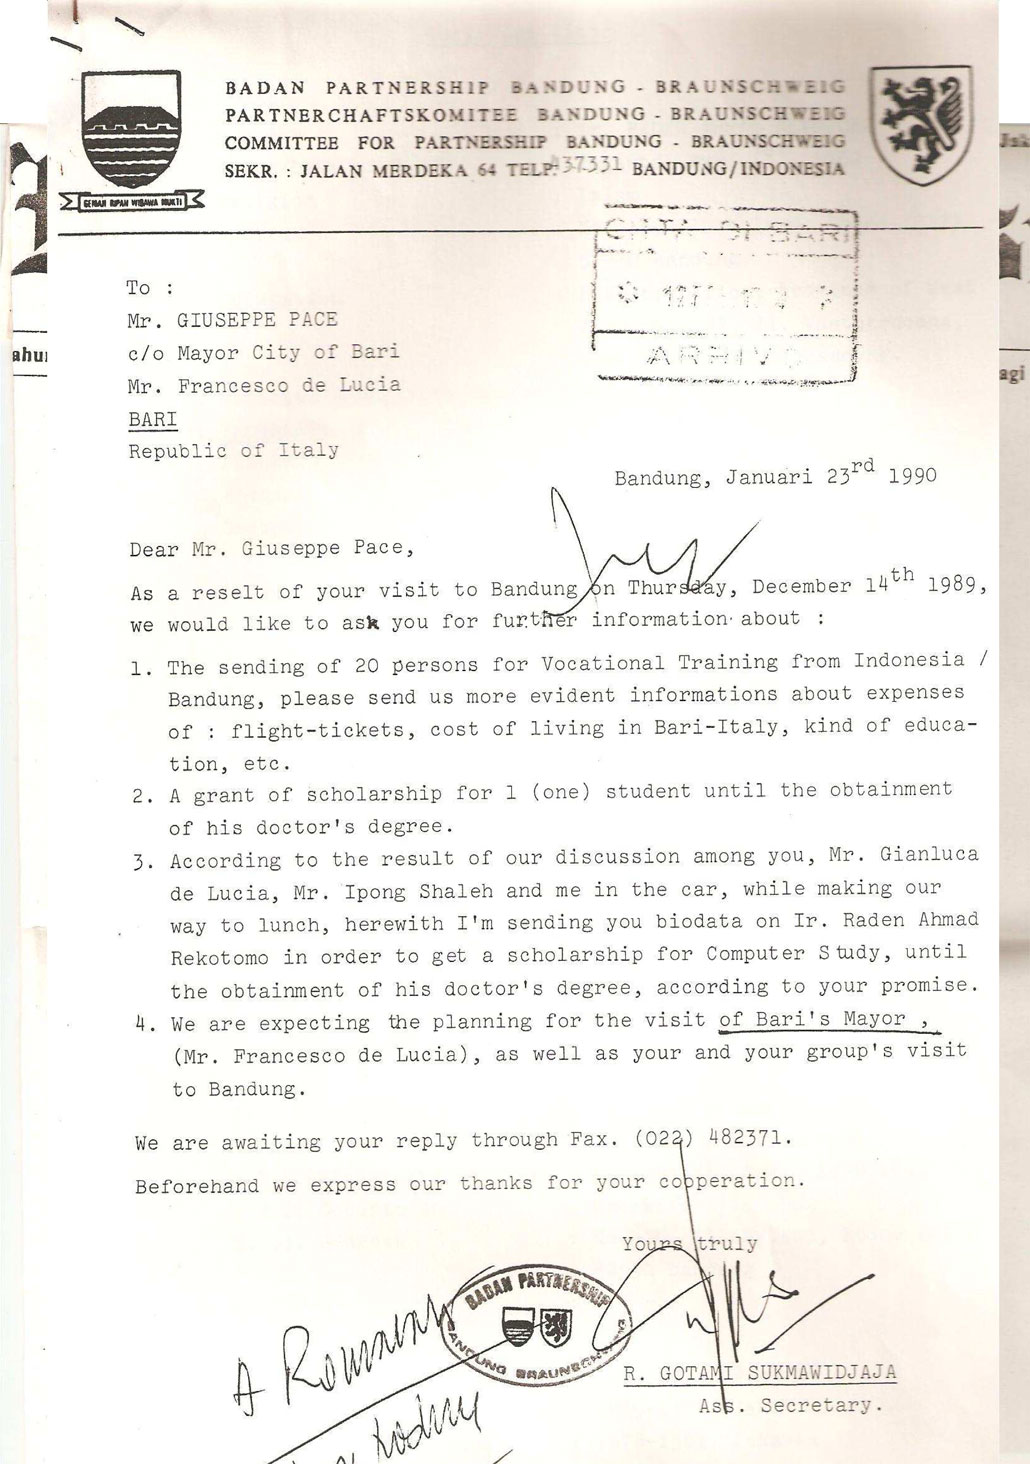 BADAN PARTNERSHIP BANDUNG - BRAUNSCHWEIG
PARTNERCHAFTSKOMITEE BANDUNG - BRAUNSCHWEIG
COMMITTEE FOR PARTNERSHIP BANDUNG - BRAUNSCHWEIG
SEKR. : JALAN MERDEKA 64 TELP. 437331 BANDUNG/INDONESIA
CITTA DI BARI
ARRIVO
To :
Mr. GIUSEPPE PACE
c/o Mayor City of Bari
Mr. Francesco de Lucia
BARI
Republic of Italy
Bandung, Januari 23rd 1990
Dear Mr. Giuseppe Pace,
As a reselt of your visit to Bandung on Thursday, December 14th 1989,
we would like to ask you for further information about :
1. The sending of 20 persons for Vocational Training from Indonesia /
Bandung, please send us more evident informations about expenses
of : flight-tickets, cost of living in Bari-Italy, kind of educa-
tion, etc.
2. A grant of scholarship for 1 (one) student until the obtainment
of his doctor's degree.
3. According to the result of our discussion among you, Mr. Gianluca
de Lucia, Mr. Ipong Shaleh and me in the car, while making our
way to lunch, herewith I'm sending you biodata on Ir. Raden Ahmad
Rekotomo in order to get a scholarship for Computer Study, until
the obtainment of his doctor's degree, according to your promise.
4. We are expecting the planning for the visit of Bari's Mayor ,
(Mr. Francesco de Lucia), as well as your and your group's visit
to Bandung.
We are awaiting your reply through Fax. (022) 482371.
Beforehand we express our thanks for your cooperation.
Yours truly
BADAN PARTNERSHIP
BANDUNG BRAUNSCHWEIG
R. GOTAMI SUKMAWIDJAJA
Ass. Secretary.